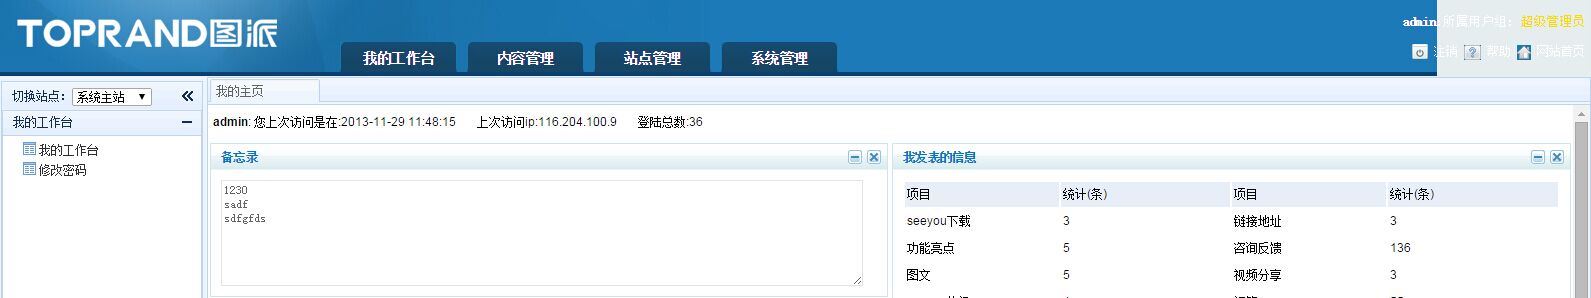 TOPRAND图派
admin,所属用户组：超级管理员
注销 帮助 网站首页
我的工作台 内容管理 站点管理 系统管理
切换站点： 系统主站
我的工作台
我的工作台
修改密码
我的主页
admin: 您上次访问是在:2013-11-29 11:48:15 上次访问ip:116.204.100.9 登陆总数:36
备忘录
1230
sadf
sdfgfds
我发表的信息
项目 统计(条) 项目 统计(条)
seeyou下载 3 链接地址 3
功能亮点 5 咨询反馈 136
图文 5 视频分享 3